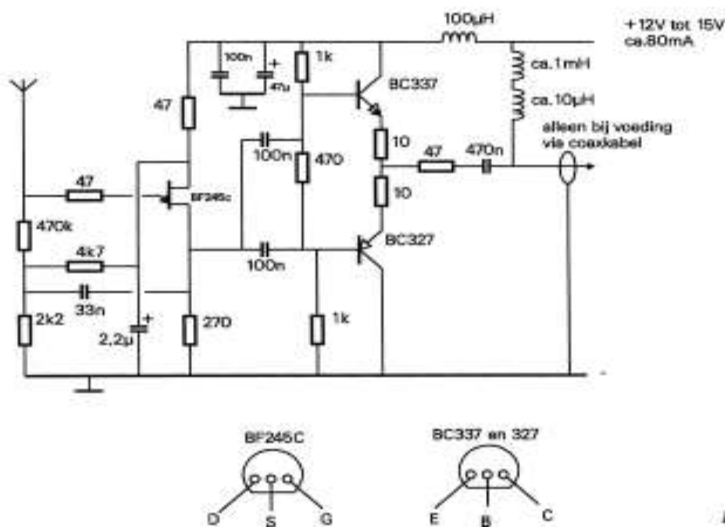 100μH
+12V tot 15V
ca.80mA
100n
+
47μ
1k
BC337
ca.1mH
ca.10μH
47
10
alleen bij voeding
via coaxkabel
100n
470
47
470n
47
BF245c
10
470k
4k7
100n
BC327
33n
+
2k2
2,2μ
270
1k
-
BF245C
BC337 en 327
D
S
G
E
B
C